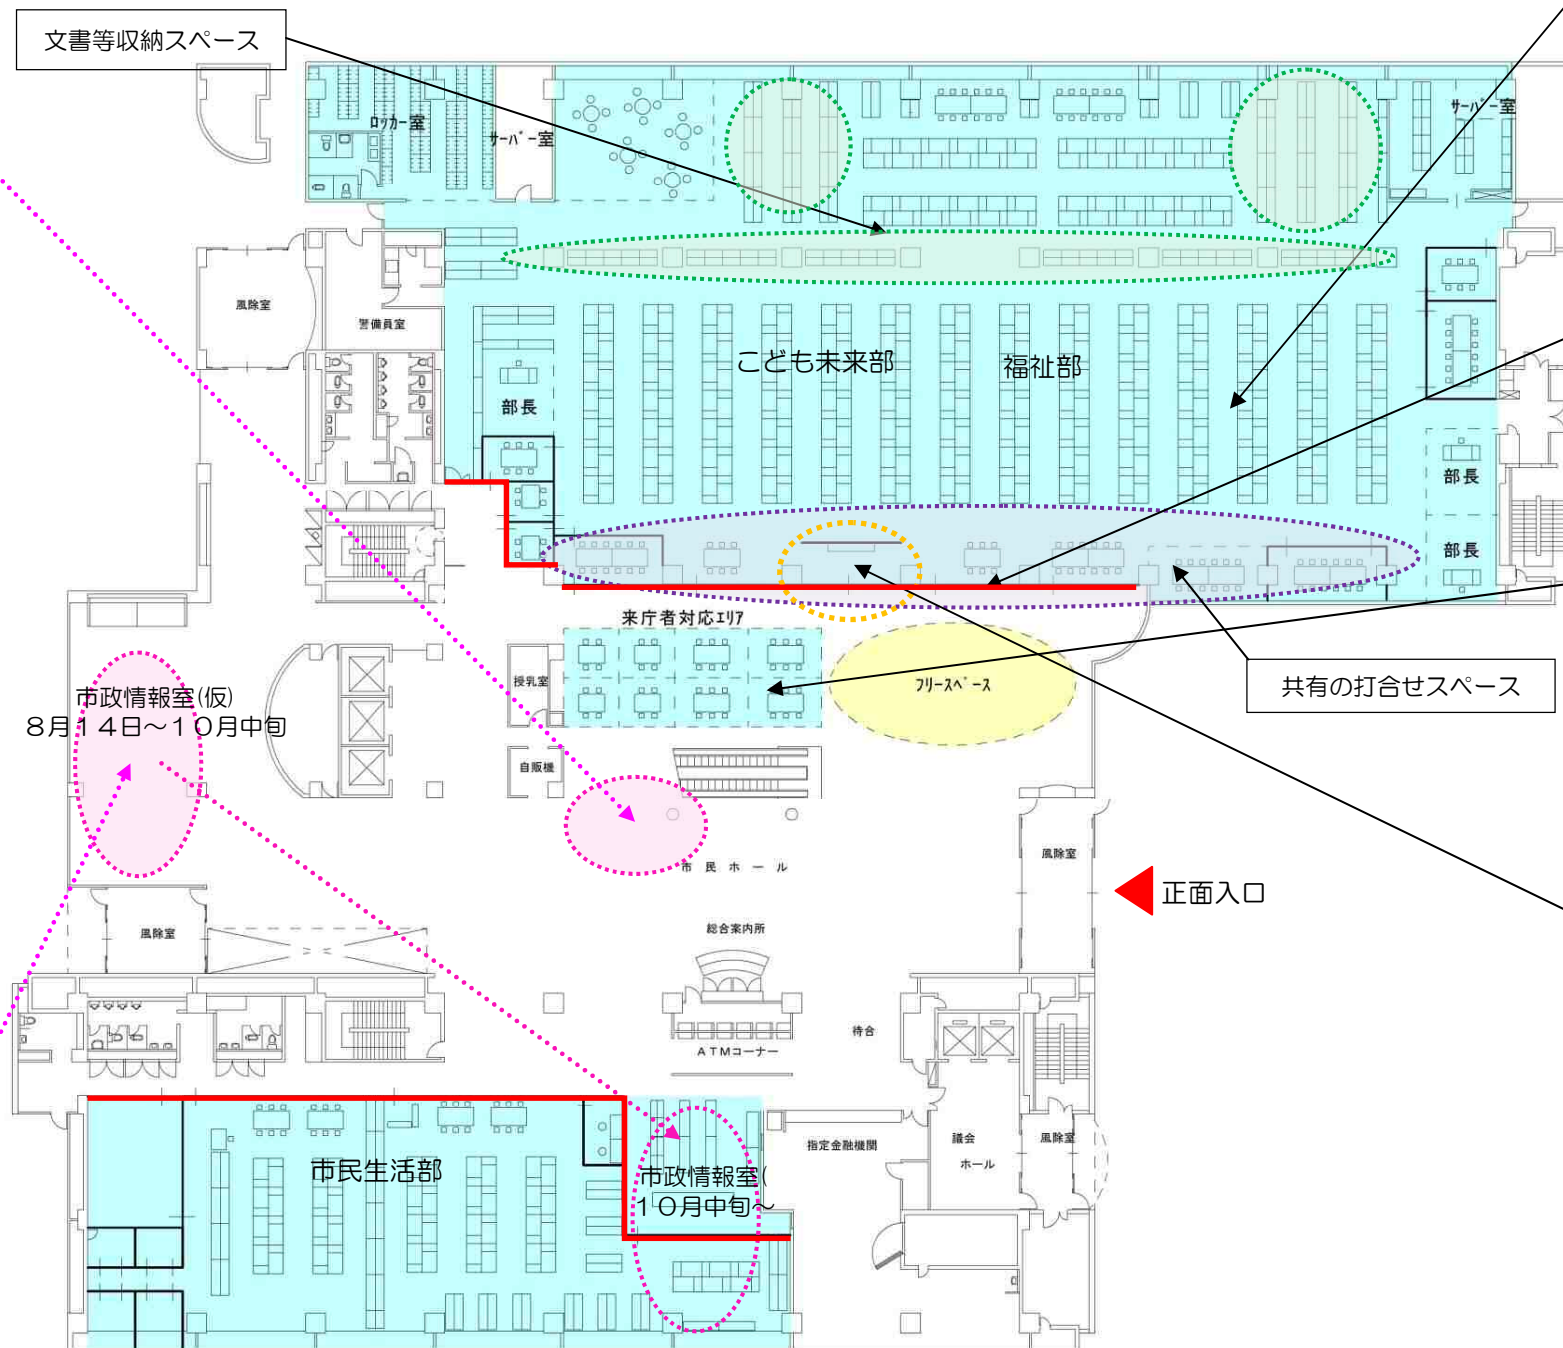 文書等収納スペース
ロッカー室
サーバー室
サーバー室
風除室
警備員室
こども未来部
福祉部
部長
部長
部長
来庁者対応エリア
授乳室
フリースペース
共有の打合せスペース
市政情報室(仮)
8月14日～10月中旬
自販機
市民ホール
風除室
正面入口
風除室
総合案内所
待合
ATMコーナー
市民生活部
市政情報室(
10月中旬～
指定金融機関
議会
ホール
風除室